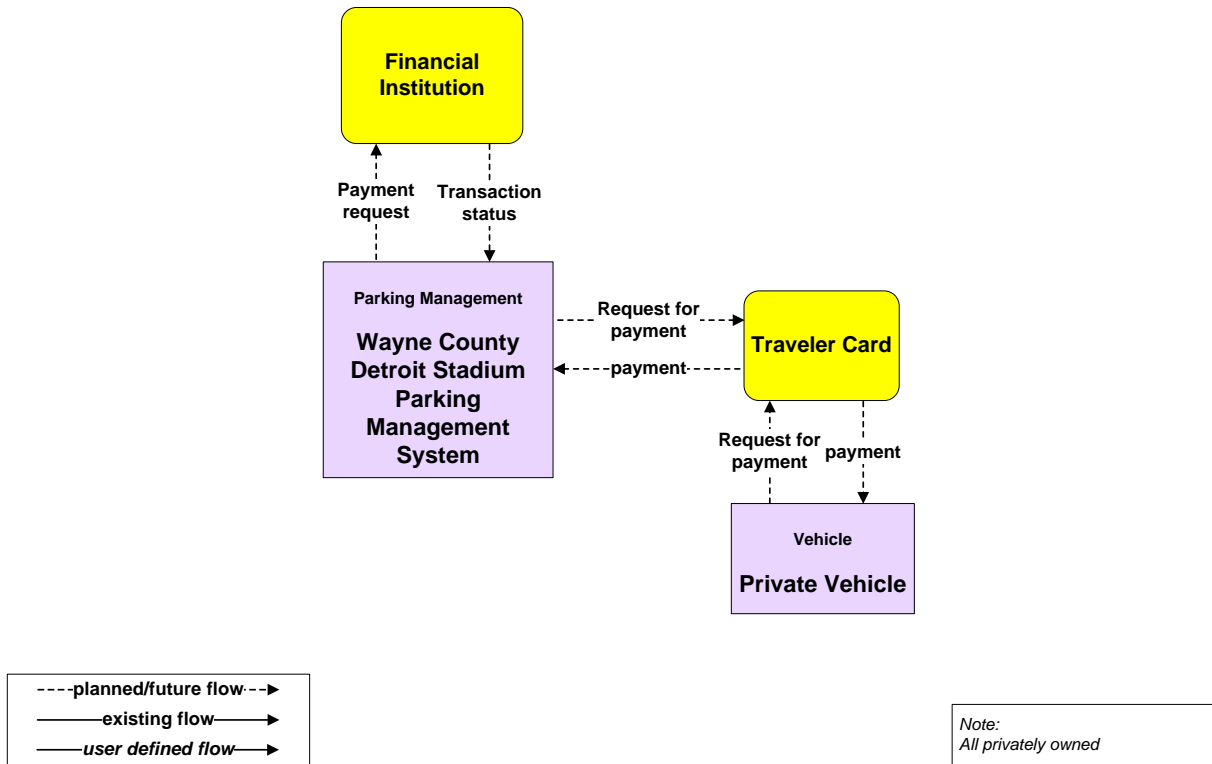 Financial
Institution
Payment
request
Transaction
status
Parking Management
Wayne County
Detroit Stadium
Parking
Management
System
Request for
payment
payment
Traveler Card
Request for
payment
payment
Vehicle
Private Vehicle
planned/future flow
existing flow
user defined flow
Note:
All privately owned